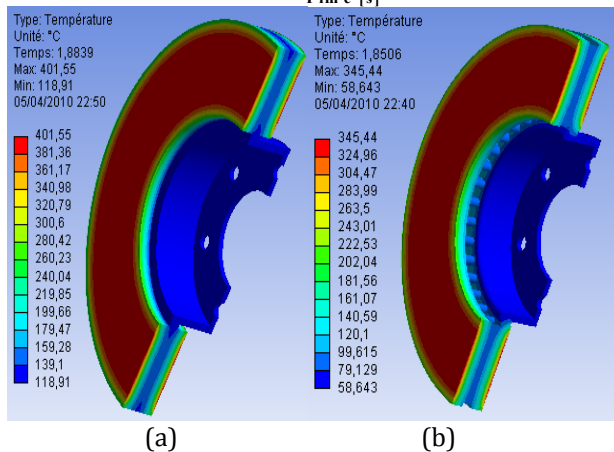 Type: Température
Unité: °C
Temps: 1,8839
Max: 401,55
Min: 118,91
05/04/2010 22:50
401,55
381,36
361,17
340,98
320,79
300,6
280,42
260,23
240,04
219,85
199,66
179,47
159,28
139,1
118,91
(a)
Type: Température
Unité: °C
Temps: 1,8506
Max: 345,44
Min: 58,643
05/04/2010 22:40
345,44
324,96
304,47
283,99
263,5
243,01
222,53
202,04
181,56
161,07
140,59
120,1
99,615
79,129
58,643
(b)